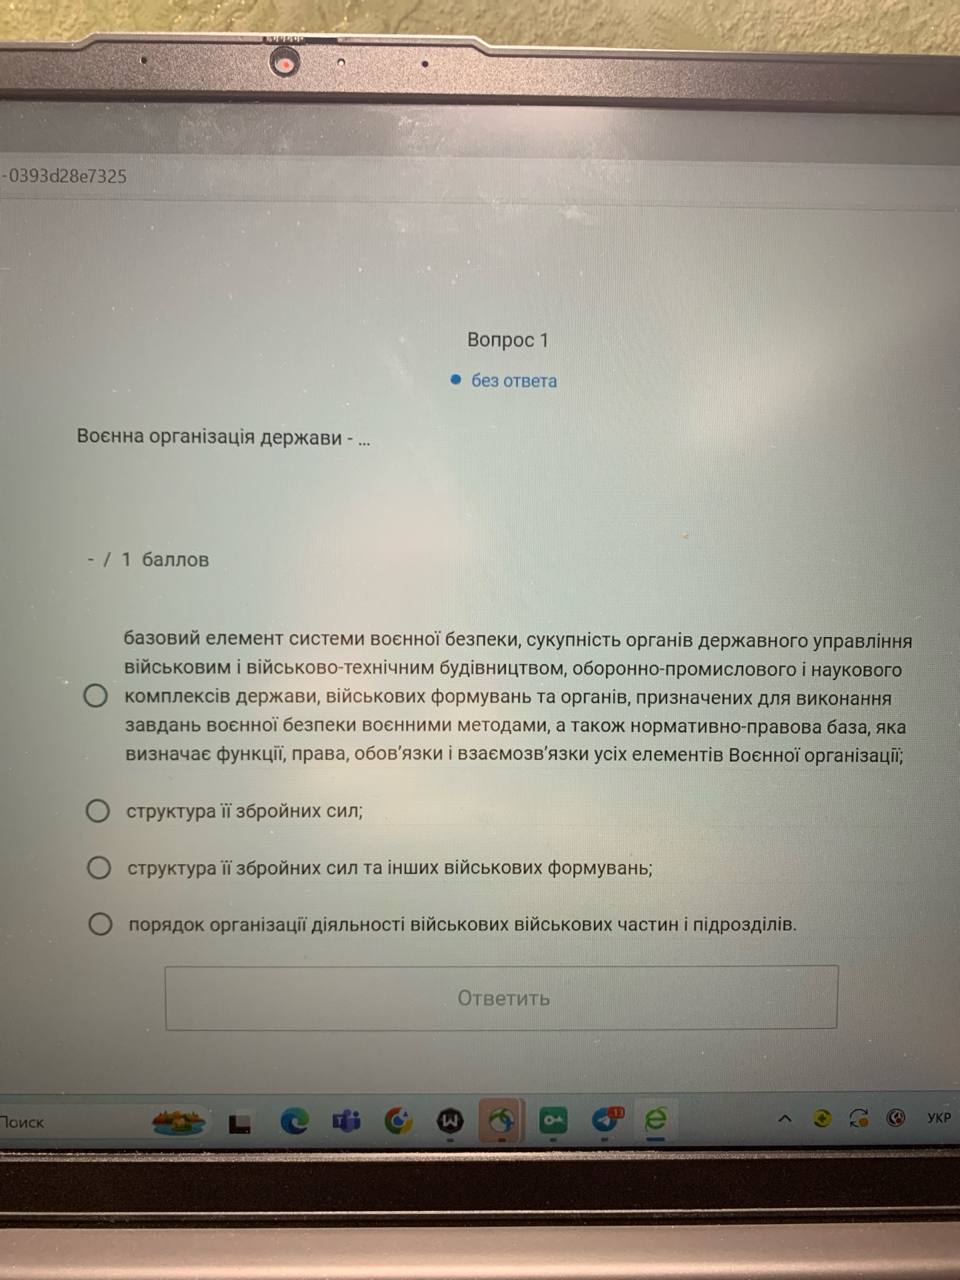 -0393d28e7325
Вопрос 1
без ответа
Воєнна організація держави - ...
- / 1 баллов
базовий елемент системи воєнної безпеки, сукупність органів державного управління
військовим і військово-технічним будівництвом, оборонно-промислового і наукового
комплексів держави, військових формувань та органів, призначених для виконання
завдань воєнної безпеки воєнними методами, а також нормативно-правова база, яка
визначає функції, права, обов'язки і взаємозв'язки усіх елементів Воєнної організації;
структура її збройних сил;
структура її збройних сил та інших військових формувань;
порядок організації діяльності військових військових частин і підрозділів.
Ответить
Поиск
УКР